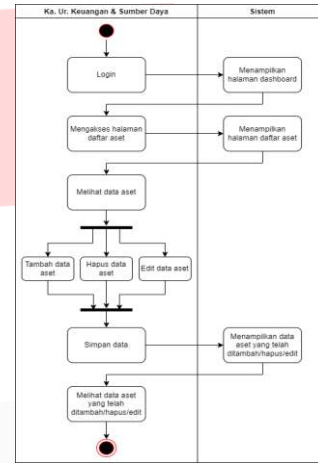 Ka. Ur. Keuangan & Sumber Daya
Sistem
Login
Menampilkan
halaman dashboard
Mengakses halaman
daftar aset
Menampilkan
halaman daftar aset
Melihat data aset
Tambah data
aset
Hapus data
aset
Edit data aset
Simpan data
Menampilkan data
aset yang telah
ditambah/hapus/edit
Melihat data aset
yang telah
ditambah/hapus/edit